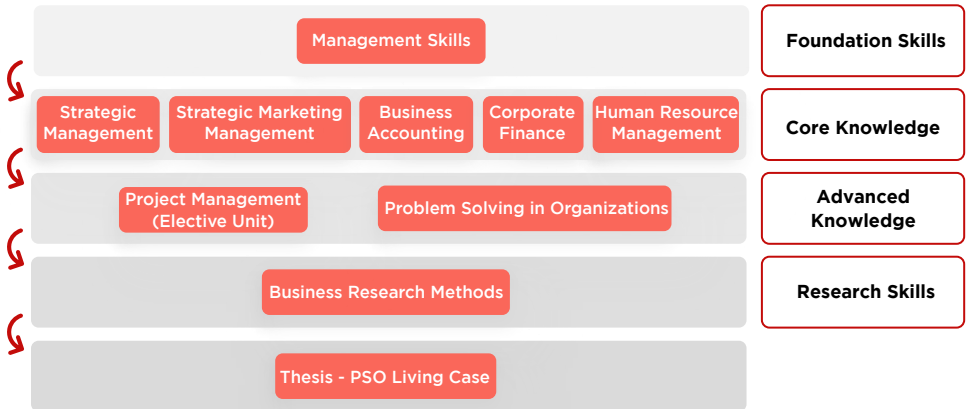 Management Skills
Foundation Skills
Strategic
Management
Strategic Marketing
Management
Business
Accounting
Corporate
Finance
Human Resource
Management
Core Knowledge
Project Management
(Elective Unit)
Problem Solving in Organizations
Advanced
Knowledge
Business Research Methods
Research Skills
Thesis - PSO Living Case